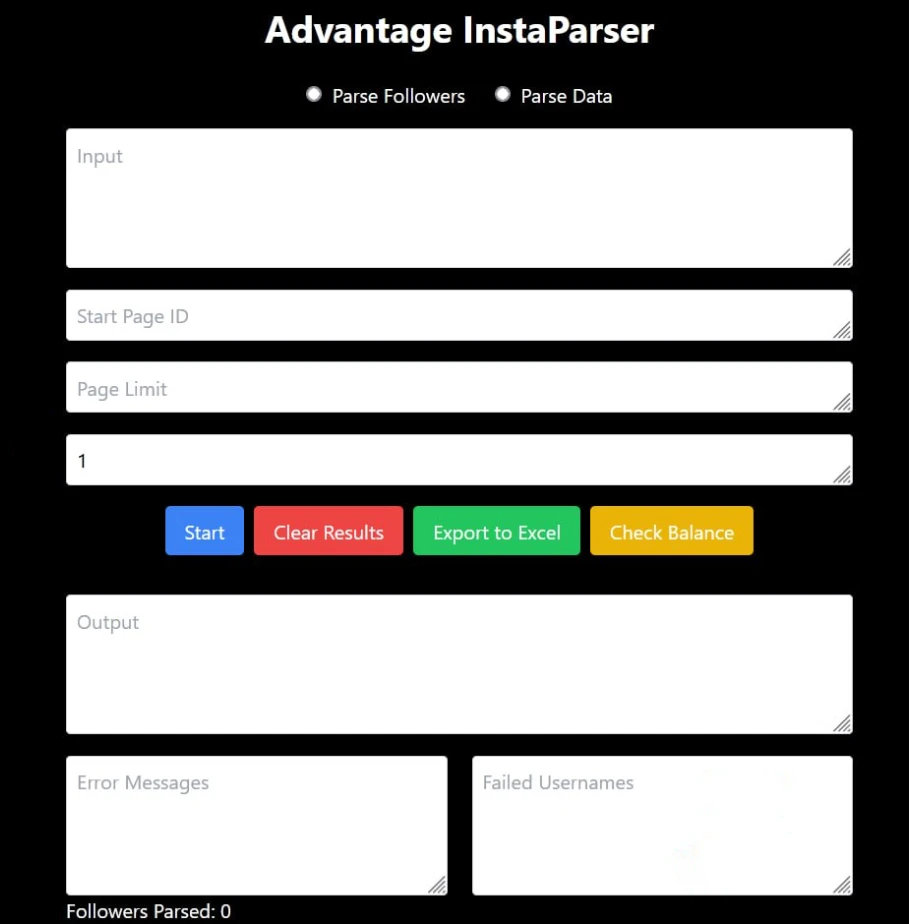 Advantage InstaParser
Parse Followers Parse Data
Input
Start Page ID
Page Limit
1
Start Clear Results Export to Excel Check Balance
Output
Error Messages Failed Usernames
Followers Parsed: 0